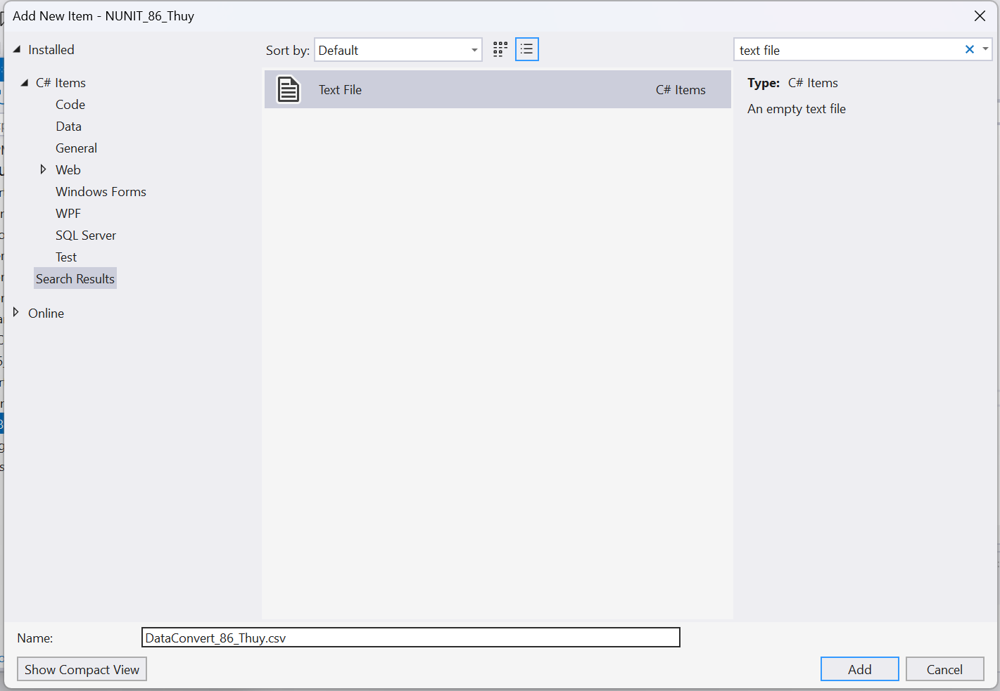 Add New Item - NUNIT_86_Thuy
Installed
C# Items
Code
Data
General
Web
Windows Forms
WPF
SQL Server
Test
Search Results
Online
Sort by: Default
Text File C# Items
text file
Type: C# Items
An empty text file
Name: DataConvert_86_Thuy.csv
Show Compact View
Add Cancel